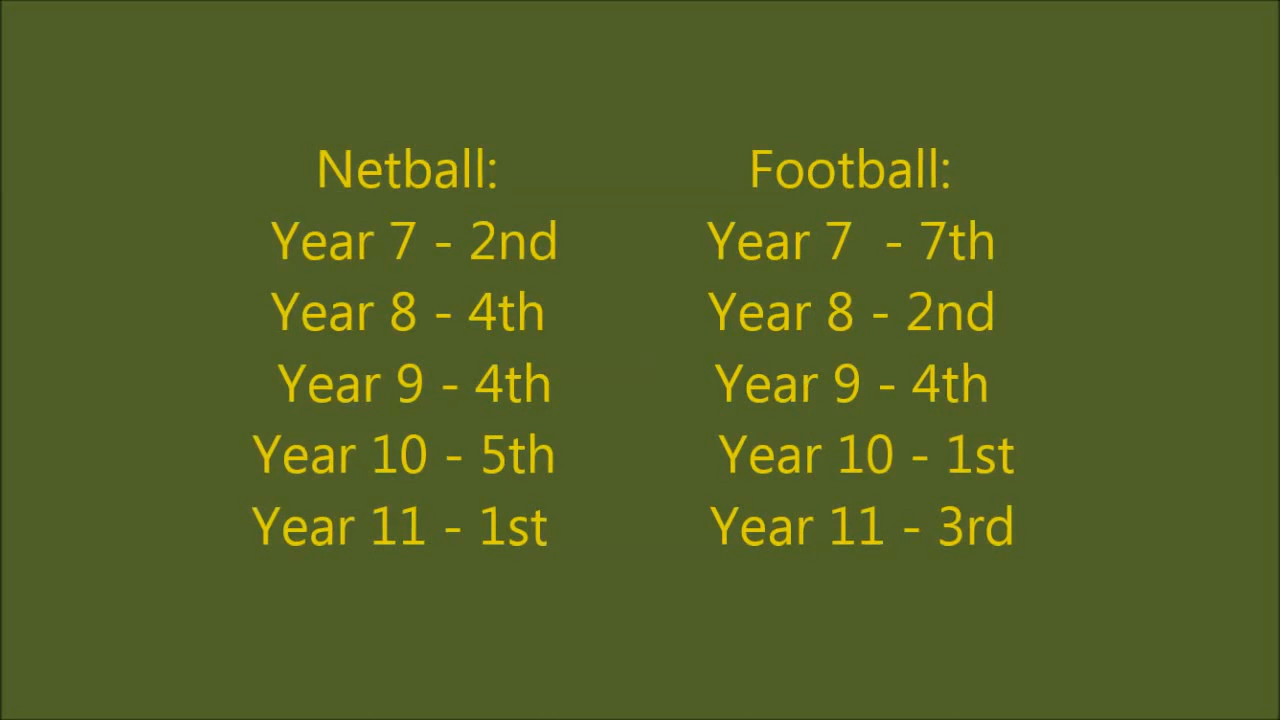 Netball:
Year 7 - 2nd
Year 8 - 4th
Year 9 - 4th
Year 10 - 5th
Year 11 - 1st
Football:
Year 7  - 7th
Year 8 - 2nd
Year 9 - 4th
Year 10 - 1st
Year 11 - 3rd